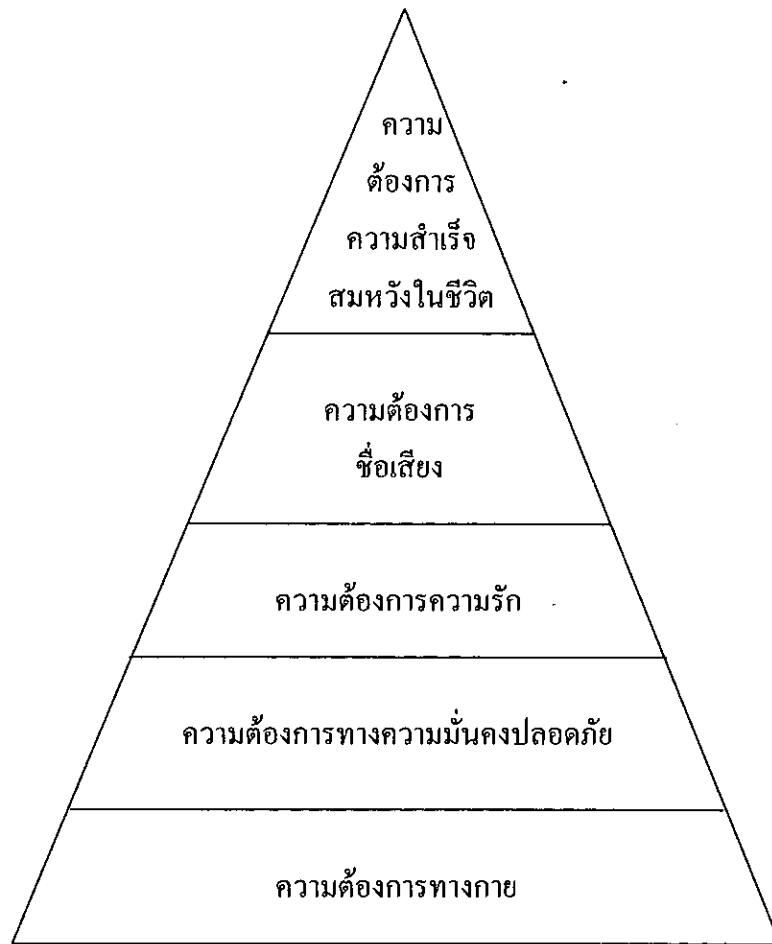 ความ
ต้องการ
ความสำเร็จ
สมหวังในชีวิต
ความต้องการ
ชื่อเสียง
ความต้องการความรัก
ความต้องการทางความมั่นคงปลอดภัย
ความต้องการทางกาย